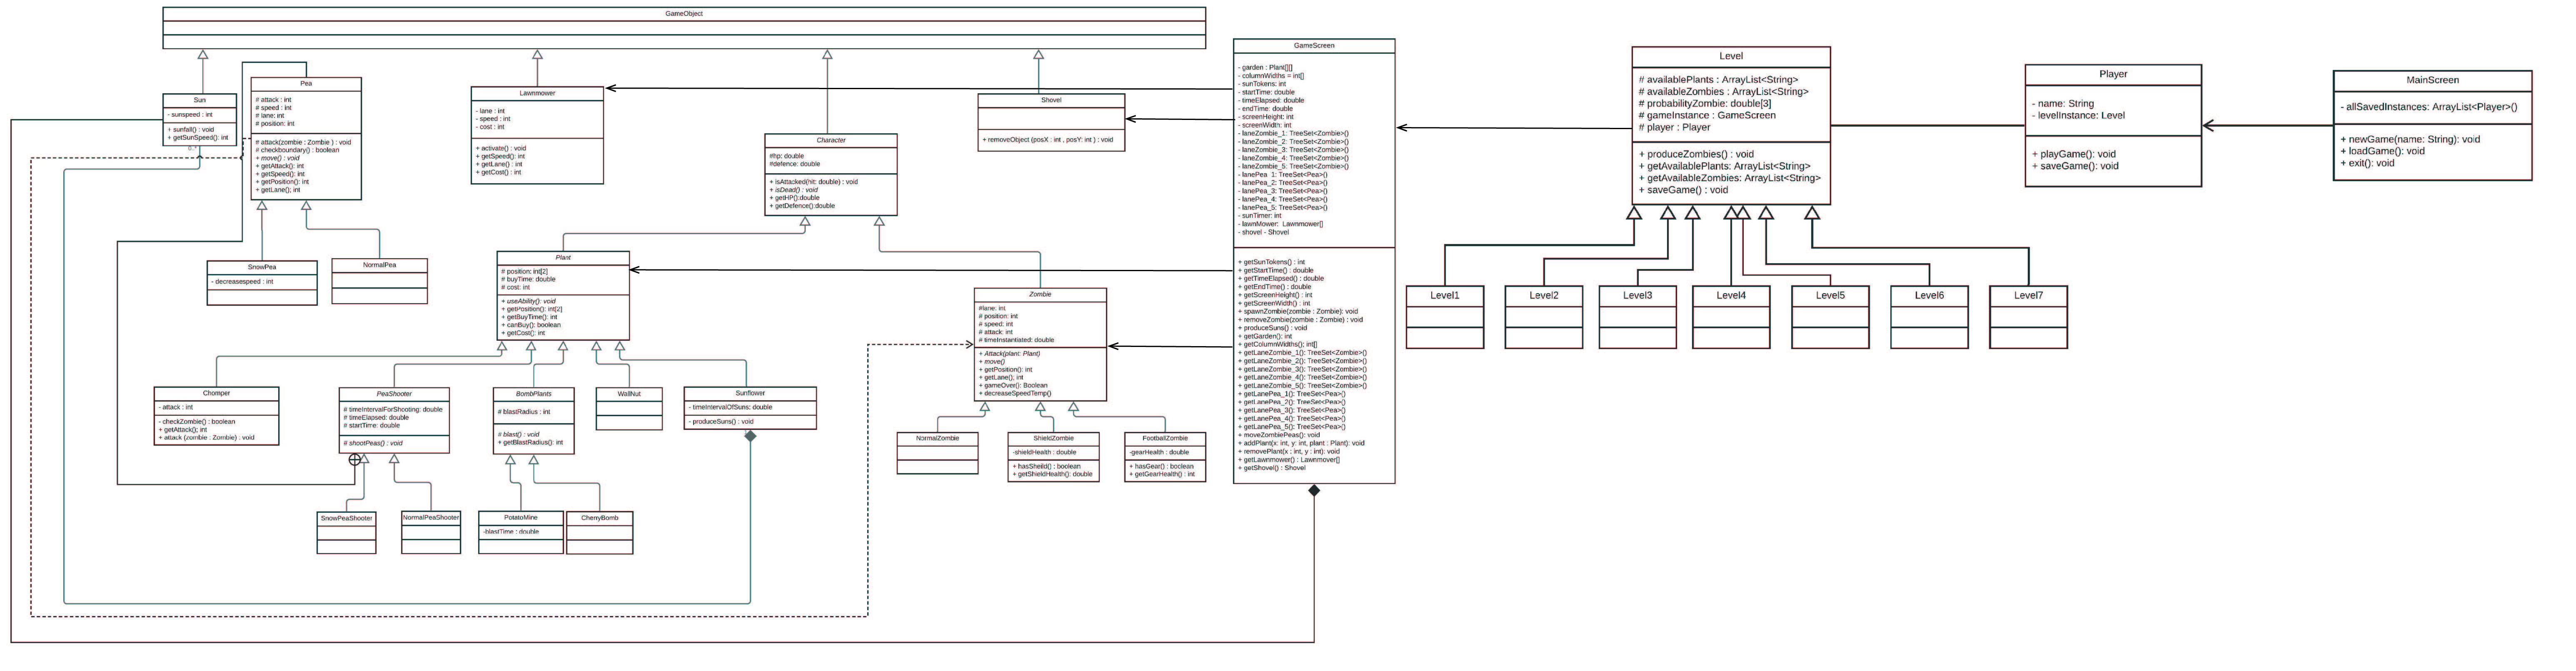 GameObject
Sun
- sunspeed : int
+ sunfall() : void
+ getSunSpeed(): int
0..*
Pea
# attack : int
# speed : int
# lane: int
# position: int
# attack(zombie : Zombie ) : void
# checkboundary() : boolean
+ move() : void
+ getAttack(): int
+ getSpeed(): int
+ getPosition(): int
+ getLane(); int
SnowPea
- decreasespeed : int
NormalPea
Lawnmower
- lane : int
- speed : int
- cost : int
+ activate() : void
+ getSpeed(): int
+ getLane() : int
+ getCost() : int
Character
#hp: double
#defence: double
+ isAttacked(hit: double) : void
+ isDead() : void
+ getHP():double
+ getDefence():double
Shovel
+ removeObject (posX : int , posY: int ) : void
Plant
# position: int[2]
# buyTime: double
# cost: int
+ useAbility(): void
+ getPosition(): int[2]
+ getBuyTime(): int
+ canBuy(): boolean
+ getCost(): int
Zombie
#lane: int
# position: int
# speed: int
# attack: int
# timeInstantiated: double
+ Attack(plant: Plant)
+ move()
+ getPosition(): int
+ getLane(); int
+ gameOver(): Boolean
+ decreaseSpeedTemp()
Chomper
- attack : int
- checkZombie() : boolean
+ getAttack(); int
+ attack (zombie : Zombie) : void
PeaShooter
# timeIntervalForShooting: double
# timeElapsed: double
# startTime: double
# shootPeas() : void
BombPlants
# blastRadius : int
# blast() : void
+ getBlastRadius(): int
WallNut
Sunflower
- timeIntervalOfSuns: double
- produceSuns() : void
SnowPeaShooter
NormalPeaShooter
PotatoMine
-blastTime : double
CherryBomb
NormalZombie
ShieldZombie
-shieldHealth : double
+ hasSheild() : boolean
+ getShieldHealth(): double
FootballZombie
-gearHealth : double
+ hasGear() : boolean
+ getGearHealth() : int
GameScreen
- garden : Plant[][]
- columnWidths = int[]
- sunTokens: int
- startTime: double
- timeElapsed: double
- endTime: double
- screenHeight: int
- screenWidth: int
- laneZombie_1: TreeSet<Zombie>()
- laneZombie_2: TreeSet<Zombie>()
- laneZombie_3: TreeSet<Zombie>()
- laneZombie_4: TreeSet<Zombie>()
- laneZombie_5: TreeSet<Zombie>()
- lanePea_1: TreeSet<Pea>()
- lanePea_2: TreeSet<Pea>()
- lanePea_3: TreeSet<Pea>()
- lanePea_4: TreeSet<Pea>()
- lanePea_5: TreeSet<Pea>()
- sunTimer: int
- lawnMower: Lawnmower[]
- shovel - Shovel
+ getSunTokens() : int
+ getStartTime() : double
+ getTimeElapsed() : double
+ getEndTime() : double
+ getScreenHeight() : int
+ getScreenWidth() : int
+ spawnZombie(zombie : Zombie): void
+ removeZombie(zombie : Zombie) : void
+ produceSuns() : void
+ getGarden(): int
+ getColumnWidths(); int[]
+ getLaneZombie_1(): TreeSet<Zombie>()
+ getLaneZombie_2(): TreeSet<Zombie>()
+ getLaneZombie_3(): TreeSet<Zombie>()
+ getLaneZombie_4(): TreeSet<Zombie>()
+ getLaneZombie_5(): TreeSet<Zombie>()
+ getLanePea_1(): TreeSet<Pea>()
+ getLanePea_2(): TreeSet<Pea>()
+ getLanePea_3(): TreeSet<Pea>()
+ getLanePea_4(): TreeSet<Pea>()
+ getLanePea_5(): TreeSet<Pea>()
+ moveZombiePeas(): void
+ addPlant(x: int, y: int, plant : Plant): void
+ removePlant(x : int, y : int): void
+ getLawnmower() : Lawnmower[]
+ getShovel() : Shovel
Level
# availablePlants : ArrayList<String>
# availableZombies : ArrayList<String>
# probabilityZombie: double[3]
# gameInstance : GameScreen
# player : Player
+ produceZombies() : void
+ getAvailablePlants: ArrayList<String>
+ getAvailableZombies: ArrayList<String>
+ saveGame() : void
Level1
Level2
Level3
Level4
Level5
Level6
Level7
Player
- name: String
- levelInstance: Level
+ playGame(): void
+ saveGame(): void
MainScreen
- allSavedInstances: ArrayList<Player>()
+ newGame(name: String): void
+ loadGame(): void
+ exit(): void